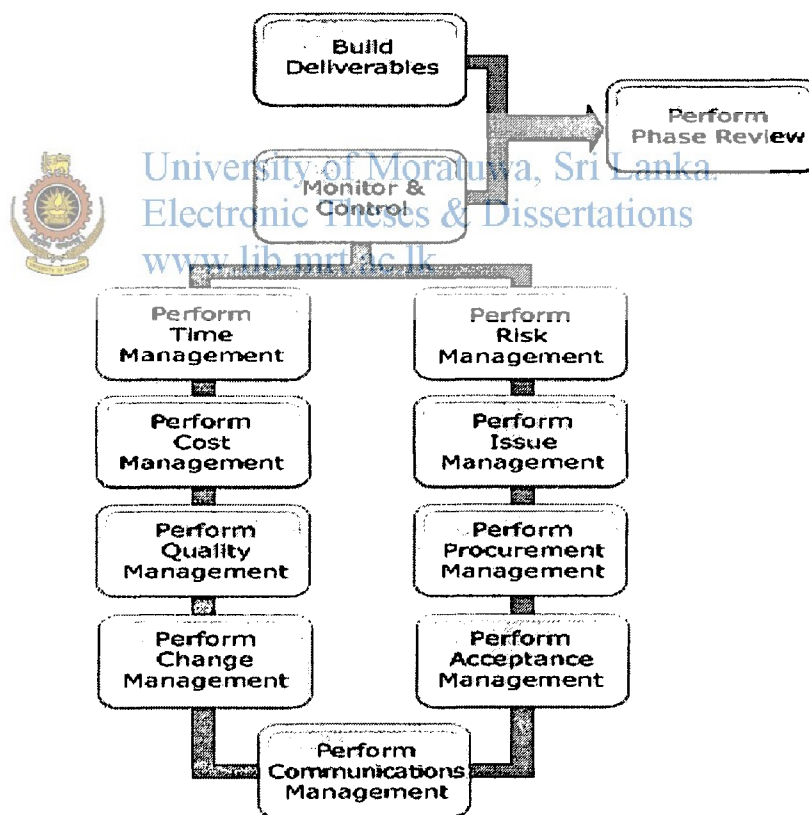 Build
Deliverables
Perform
Phase Review
University of Moratuwa, Sri Lanka.
Monitor &
Control
Electronic Theses & Dissertations
www.lib.mrt.ac.lk
Perform
Time
Management
Perform
Risk
Management
Perform
Cost
Management
Perform
Issue
Management
Perform
Quality
Management
Perform
Procurement
Management
Perform
Change
Management
Perform
Acceptance
Management
Perform
Communications
Management